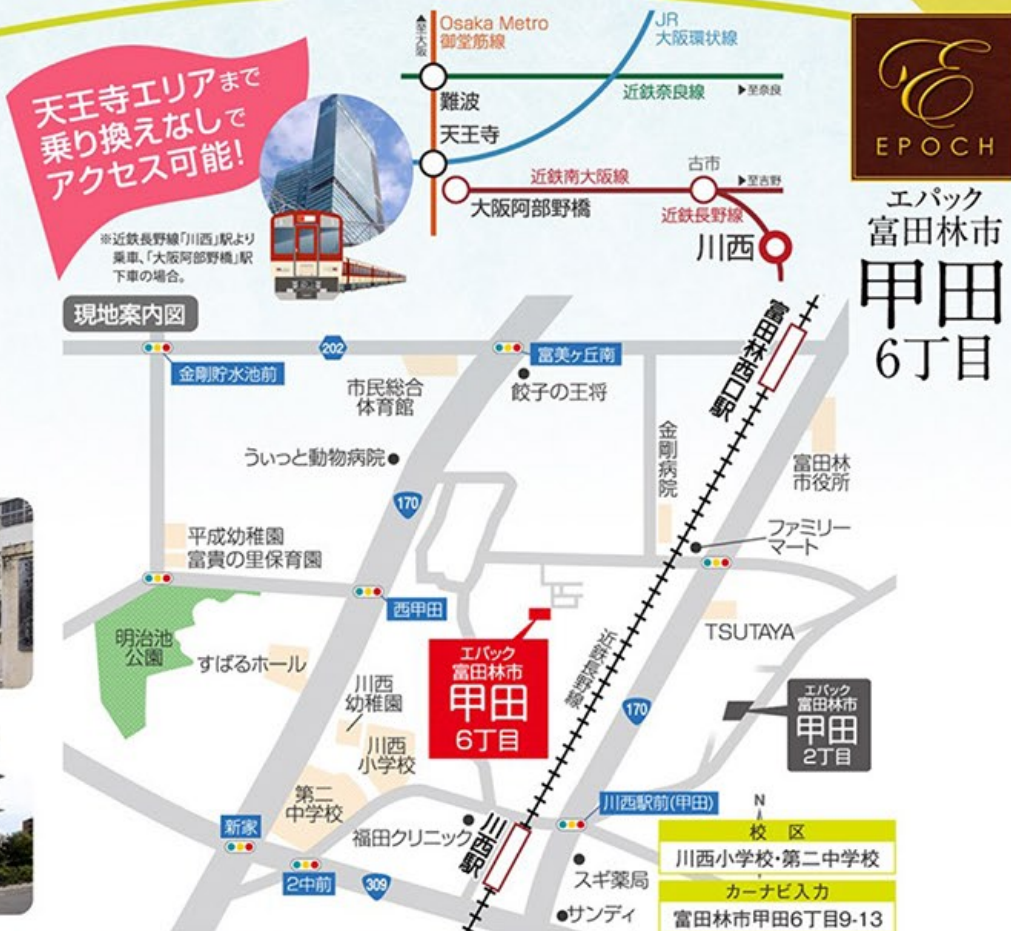 天王寺エリアまで
乗り換えなしで
アクセス可能!
※近鉄長野線「川西」駅より
乗車、「大阪阿部野橋」駅
下車の場合。
▲至大阪
Osaka Metro
御堂筋線
JR
大阪環状線
難波
近鉄奈良線
▶至奈良
天王寺
近鉄南大阪線
古市
▶至吉野
大阪阿部野橋
近鉄長野線
川西
E
EPOCH
エパック
富田林市
甲田
6丁目
現地案内図
202
金剛貯水池前
富美ヶ丘南
市民総合
体育館
餃子の王将
富田林西口駅
ういっと動物病院
金剛病院
富田林
市役所
170
平成幼稚園
富貴の里保育園
ファミリー
マート
西甲田
TSUTAYA
明治池
公園
すばるホール
エパック
富田林市
甲田
6丁目
近鉄長野線
川西
幼稚園
170
エパック
富田林市
甲田
2丁目
川西
小学校
第二
中学校
川西駅前(甲田)
新家
福田クリニック
川西駅
2中前
309
スギ薬局
サンディ
N
校区
川西小学校・第二中学校
カーナビ入力
富田林市甲田6丁目9-13